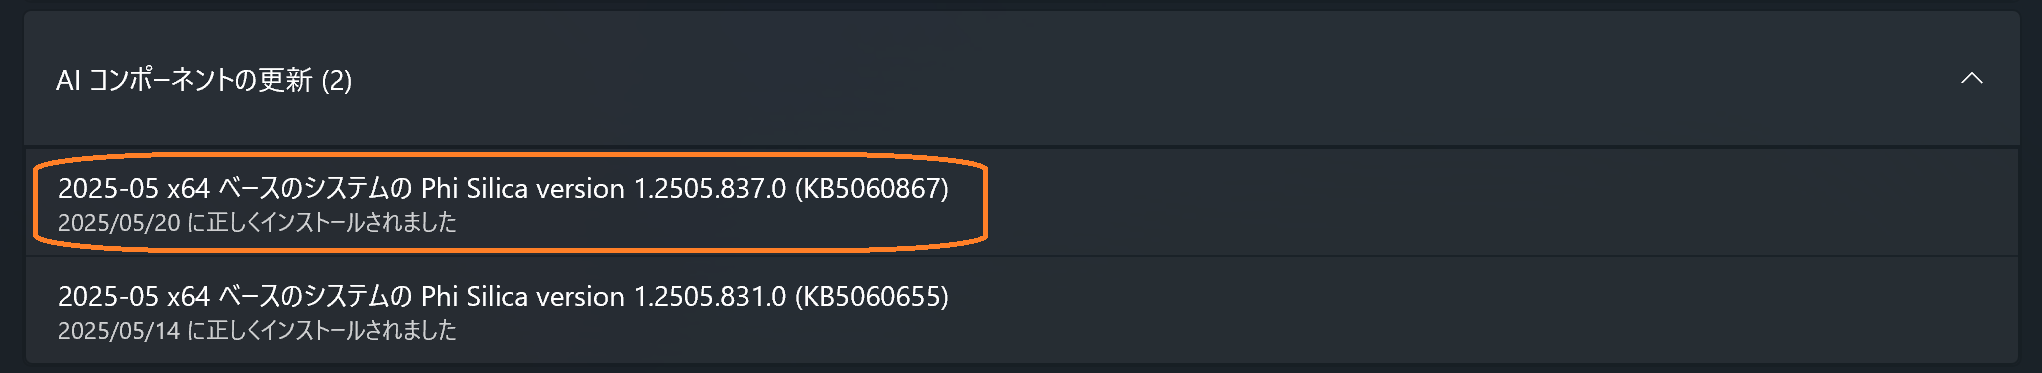 AI コンポーネントの更新 (2)
2025-05 x64 ベースのシステムの Phi Silica version 1.2505.837.0 (KB5060867)
2025/05/20 に正しくインストールされました
2025-05 x64 ベースのシステムの Phi Silica version 1.2505.831.0 (KB5060655)
2025/05/14 に正しくインストールされました